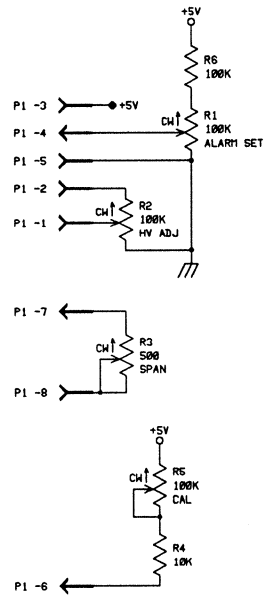 +5V
R6
100K
P1 -3
+5V
P1 -4
CW
R1
100K
ALARM SET
P1 -5
P1 -2
CW
R2
100K
HV ADJ
P1 -1
P1 -7
CW
R3
500
SPAN
P1 -8
+5V
CW
R5
100K
CAL
R4
10K
P1 -6